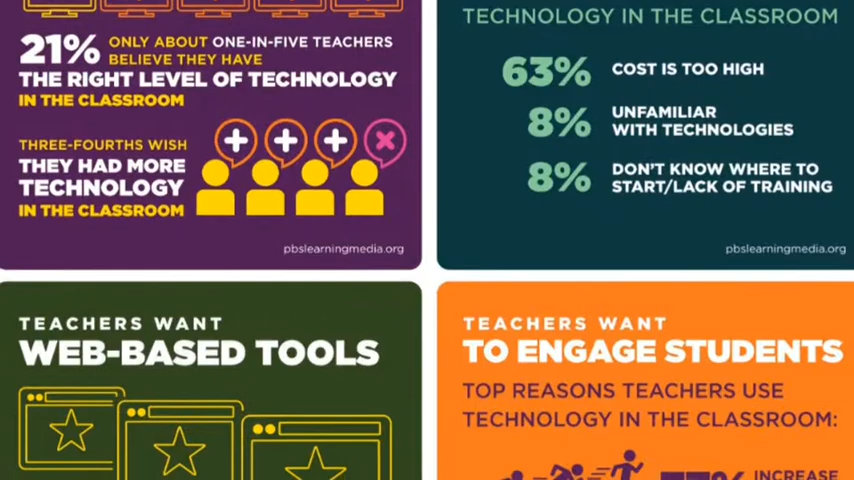 21% ONLY ABOUT ONE-IN-FIVE TEACHERS
BELIEVE THEY HAVE
THE RIGHT LEVEL OF TECHNOLOGY
IN THE CLASSROOM
THREE-FOURTHS WISH
THEY HAD MORE
TECHNOLOGY
IN THE CLASSROOM
pbslearningmedia.org
TECHNOLOGY IN THE CLASSROOM
63% COST IS TOO HIGH
8% UNFAMILIAR
WITH TECHNOLOGIES
8% DON'T KNOW WHERE TO
START/LACK OF TRAINING
pbslearningmedia.org
TEACHERS WANT
WEB-BASED TOOLS
TEACHERS WANT
TO ENGAGE STUDENTS
TOP REASONS TEACHERS USE
TECHNOLOGY IN THE CLASSROOM:
INCREASE